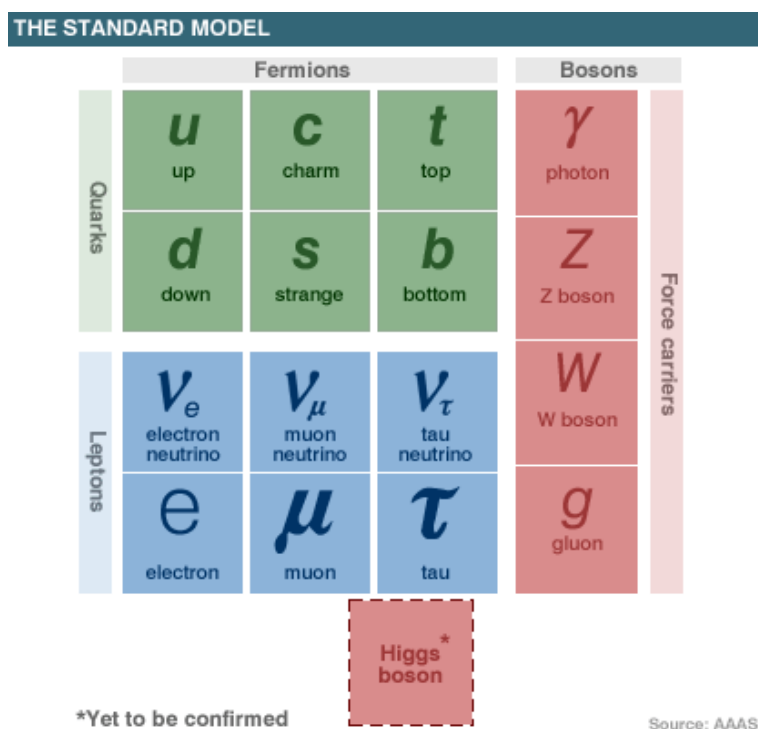 THE STANDARD MODEL
Fermions
Bosons
Quarks
u
c
t
γ
up
charm
top
photon
d
s
b
Z
down
strange
bottom
Z boson
Force carriers
Leptons
νe
νμ
ντ
W
electron
neutrino
muon
neutrino
tau
neutrino
W boson
e
μ
τ
g
electron
muon
tau
gluon
Higgs*
boson
*Yet to be confirmed
Source: AAAS